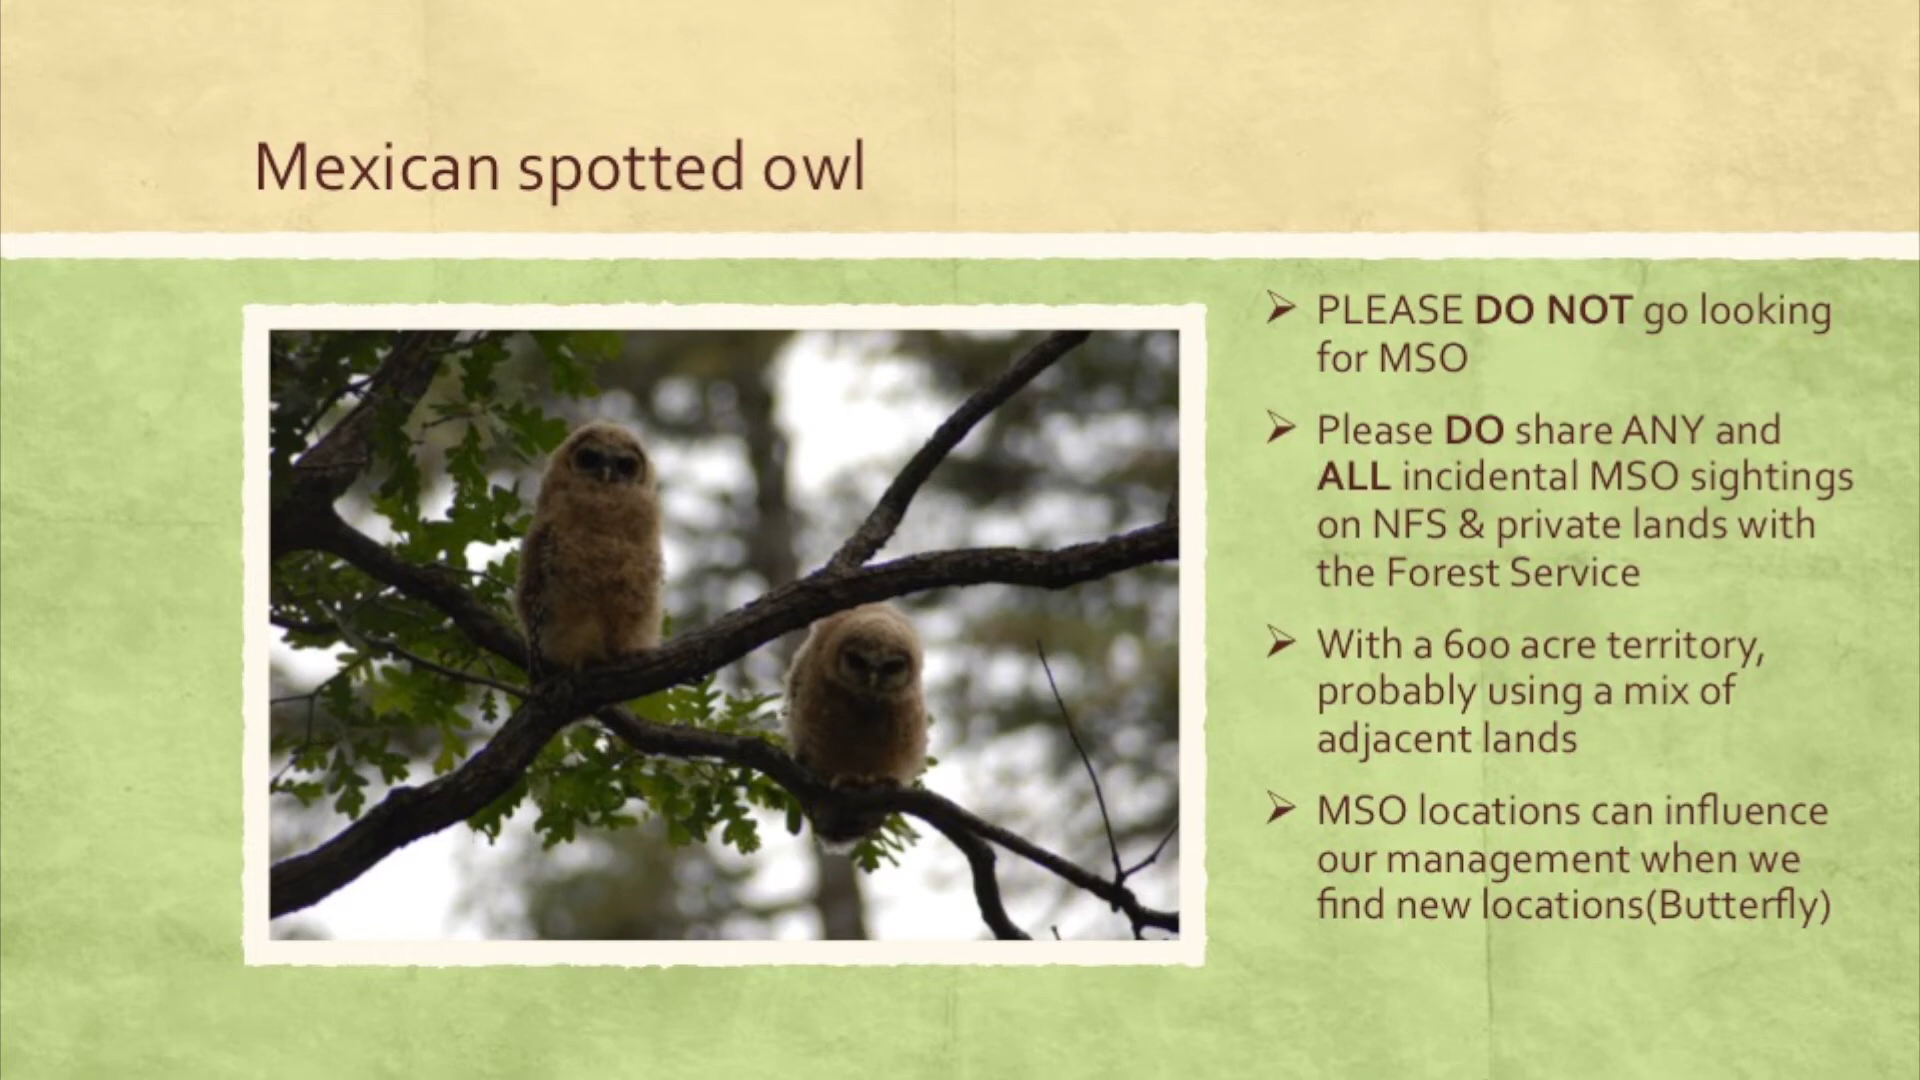 Mexican spotted owl
➢ PLEASE DO NOT go looking
for MSO
➢ Please DO share ANY and
ALL incidental MSO sightings
on NFS & private lands with
the Forest Service
➢ With a 600 acre territory,
probably using a mix of
adjacent lands
➢ MSO locations can influence
our management when we
find new locations(Butterfly)